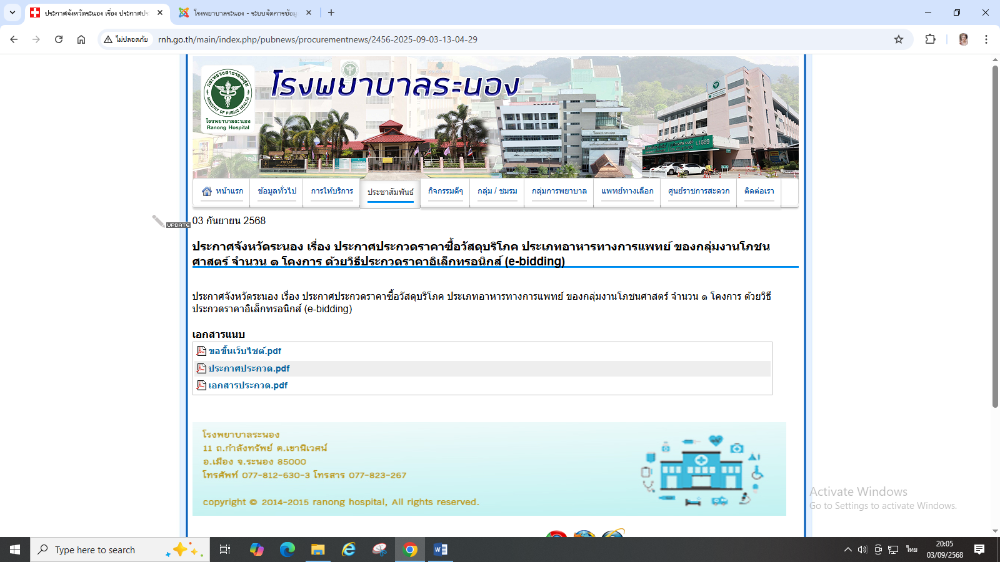 ประกาศจังหวัดระนอง เรื่อง ประกาศปร
โรงพยาบาลระนอง - ระบบจัดการข้อมู
ไม่ปลอดภัย
rnh.go.th/main/index.php/pubnews/procurementnews/2456-2025-09-03-13-04-29
กระทรวงสาธารณสุข
MINISTRY OF PUBLIC HEALTH
โรงพยาบาลระนอง
Ranong Hospital
โรงพยาบาลระนอง
หน้าแรก
ข้อมูลทั่วไป
การให้บริการ
ประชาสัมพันธ์
กิจกรรมดีๆ
กลุ่ม / ชมรม
กลุ่มการพยาบาล
แพทย์ทางเลือก
ศูนย์ราชการสะดวก
ติดต่อเรา
UPDATE
03 กันยายน 2568
ประกาศจังหวัดระนอง เรื่อง ประกาศประกวดราคาซื้อวัสดุบริโภค ประเภทอาหารทางการแพทย์ ของกลุ่มงานโภชน
ศาสตร์ จำนวน ๑ โคงการ ด้วยวิธีประกวดราคาอิเล็กทรอนิกส์ (e-bidding)
ประกาศจังหวัดระนอง เรื่อง ประกาศประกวดราคาซื้อวัสดุบริโภค ประเภทอาหารทางการแพทย์ ของกลุ่มงานโภชนศาสตร์ จำนวน ๑ โคงการ ด้วยวิธี
ประกวดราคาอิเล็กทรอนิกส์ (e-bidding)
เอกสารแนบ
ขอขึ้นเว็บไซต์.pdf
ประกาศประกวด.pdf
เอกสารประกวด.pdf
โรงพยาบาลระนอง
11 ถ.กำลังทรัพย์ ต.เขานิเวศน์
อ.เมือง จ.ระนอง 85000
โทรศัพท์ 077-812-630-3 โทรสาร 077-823-267
copyright © 2014-2015 ranong hospital, All rights reserved.
Activate Windows
Go to Settings to activate Windows.
Type here to search
ไทย
20:05
03/09/2568